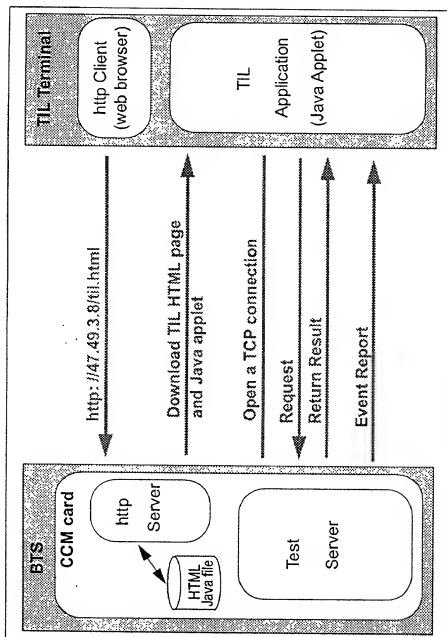 BTS
CCM card
http
Server
HTML
Java file
Test
Server
http: //47.49.3.8/til.html
Download TIL HTML page
and Java applet
Open a TCP connection
Request
Return Result
Event Report
TIL Terminal
http Client
(web browser)
TIL
Application
(Java Applet)